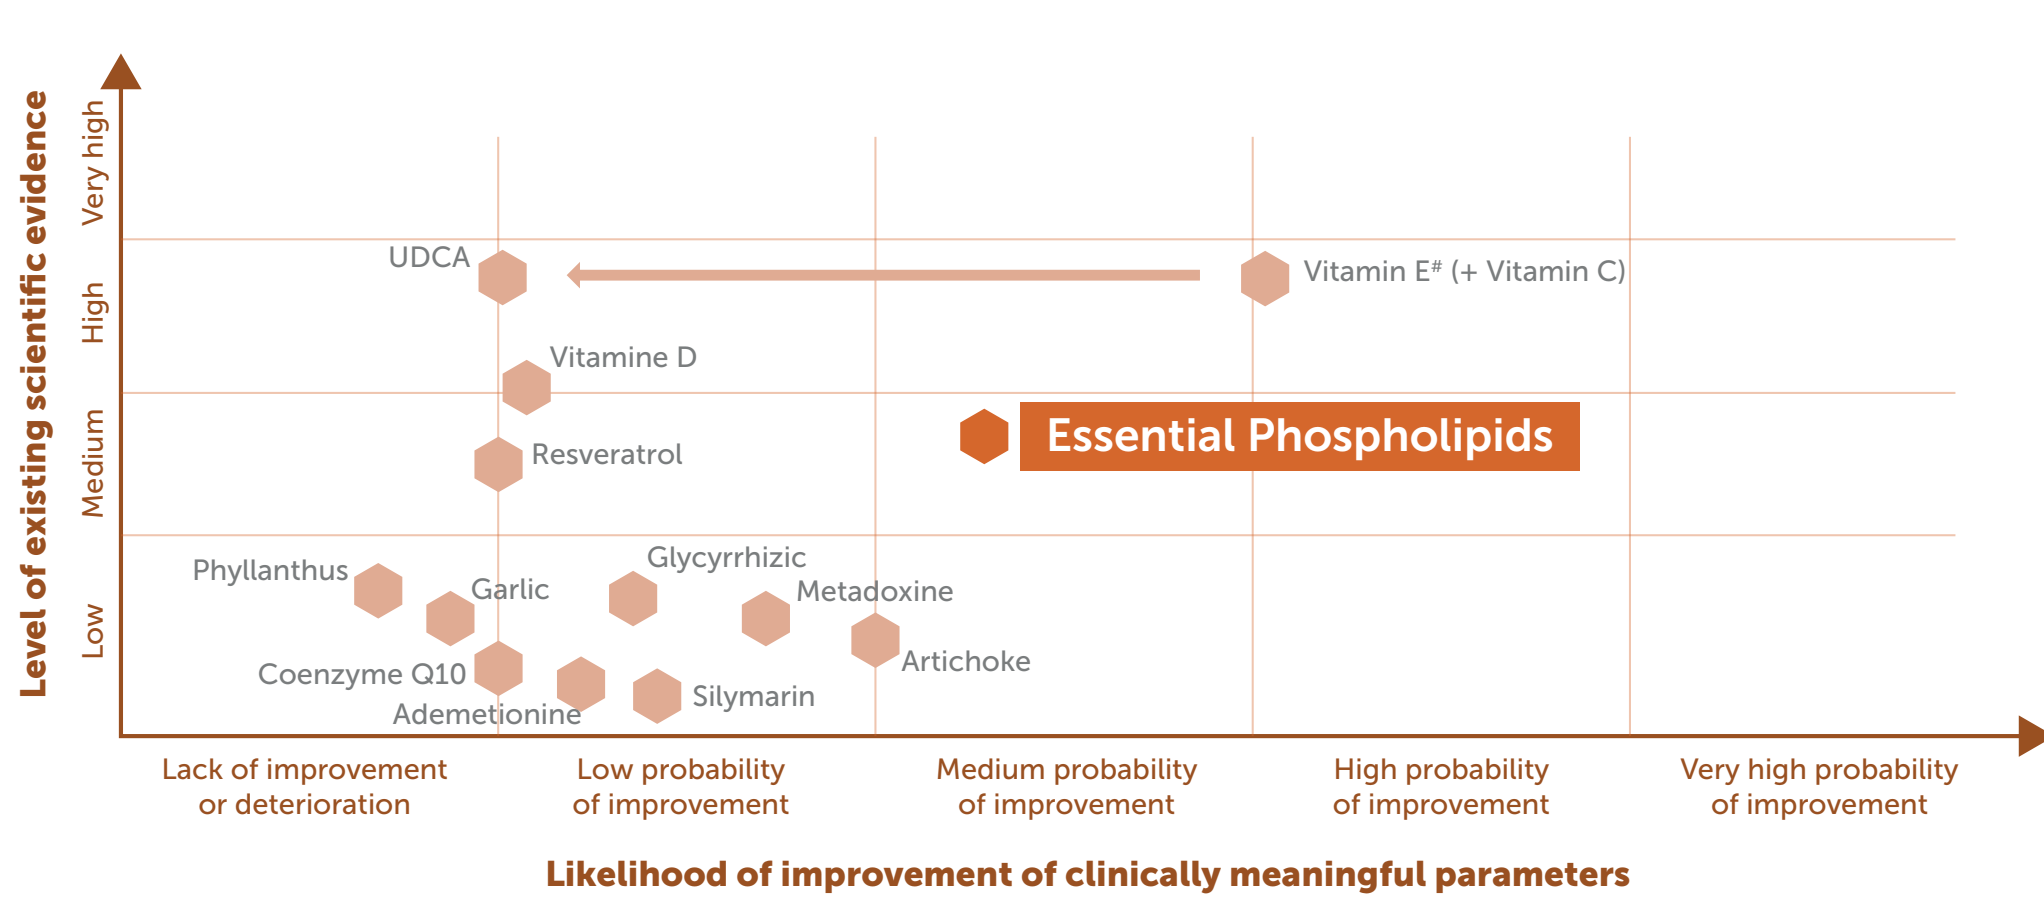 Level of existing scientific evidence
Very high
High
Medium
Low
UDCA
Vitamin E# (+ Vitamin C)
Vitamine D
Essential Phospholipids
Resveratrol
Glycyrrhizic
Phyllanthus
Garlic
Metadoxine
Artichoke
Coenzyme Q10
Silymarin
Ademetionine
Lack of improvement
or deterioration
Low probability
of improvement
Medium probability
of improvement
High probability
of improvement
Very high probability
of improvement
Likelihood of improvement of clinically meaningful parameters